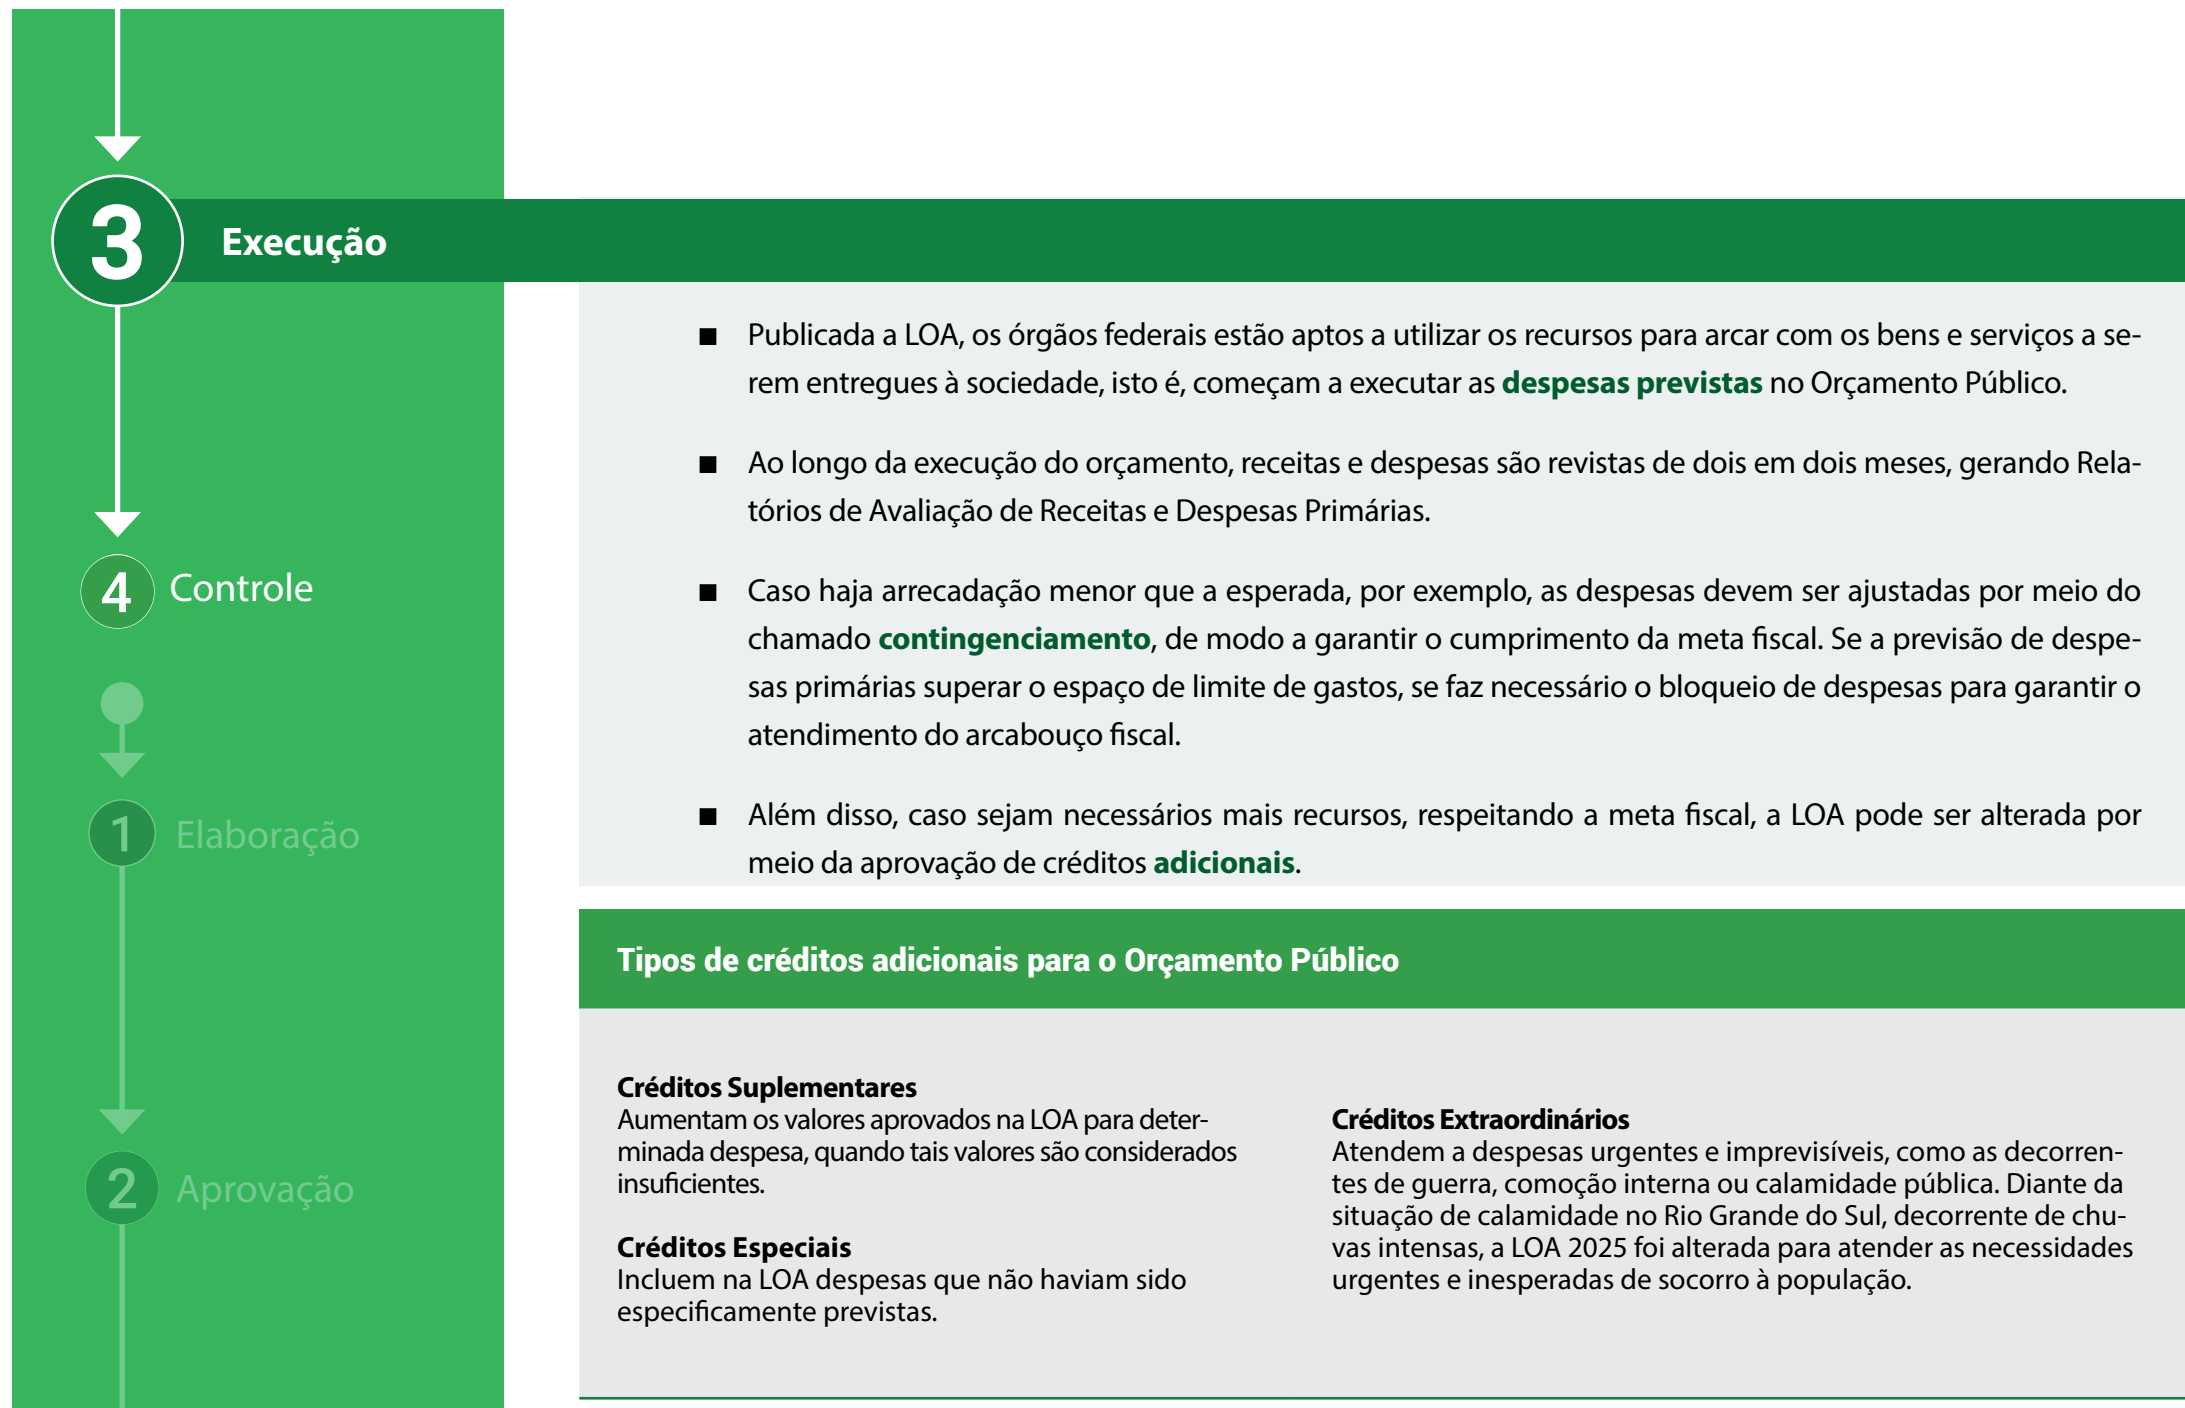 3
Execução
Publicada a LOA, os órgãos federais estão aptos a utilizar os recursos para arcar com os bens e serviços a se-
rem entregues à sociedade, isto é, começam a executar as despesas previstas no Orçamento Público.
Ao longo da execução do orçamento, receitas e despesas são revistas de dois em dois meses, gerando Rela-
tórios de Avaliação de Receitas e Despesas Primárias.
Caso haja arrecadação menor que a esperada, por exemplo, as despesas devem ser ajustadas por meio do
chamado contingenciamento, de modo a garantir o cumprimento da meta fiscal. Se a previsão de despe-
sas primárias superar o espaço de limite de gastos, se faz necessário o bloqueio de despesas para garantir o
atendimento do arcabouço fiscal.
Além disso, caso sejam necessários mais recursos, respeitando a meta fiscal, a LOA pode ser alterada por
meio da aprovação de créditos adicionais.
4 Controle
1 Elaboração
2 Aprovação
Tipos de créditos adicionais para o Orçamento Público
Créditos Suplementares
Aumentam os valores aprovados na LOA para deter-
minada despesa, quando tais valores são considerados
insuficientes.
Créditos Especiais
Incluem na LOA despesas que não haviam sido
especificamente previstas.
Créditos Extraordinários
Atendem a despesas urgentes e imprevisíveis, como as decorren-
tes de guerra, comoção interna ou calamidade pública. Diante da
situação de calamidade no Rio Grande do Sul, decorrente de chu-
vas intensas, a LOA 2025 foi alterada para atender as necessidades
urgentes e inesperadas de socorro à população.